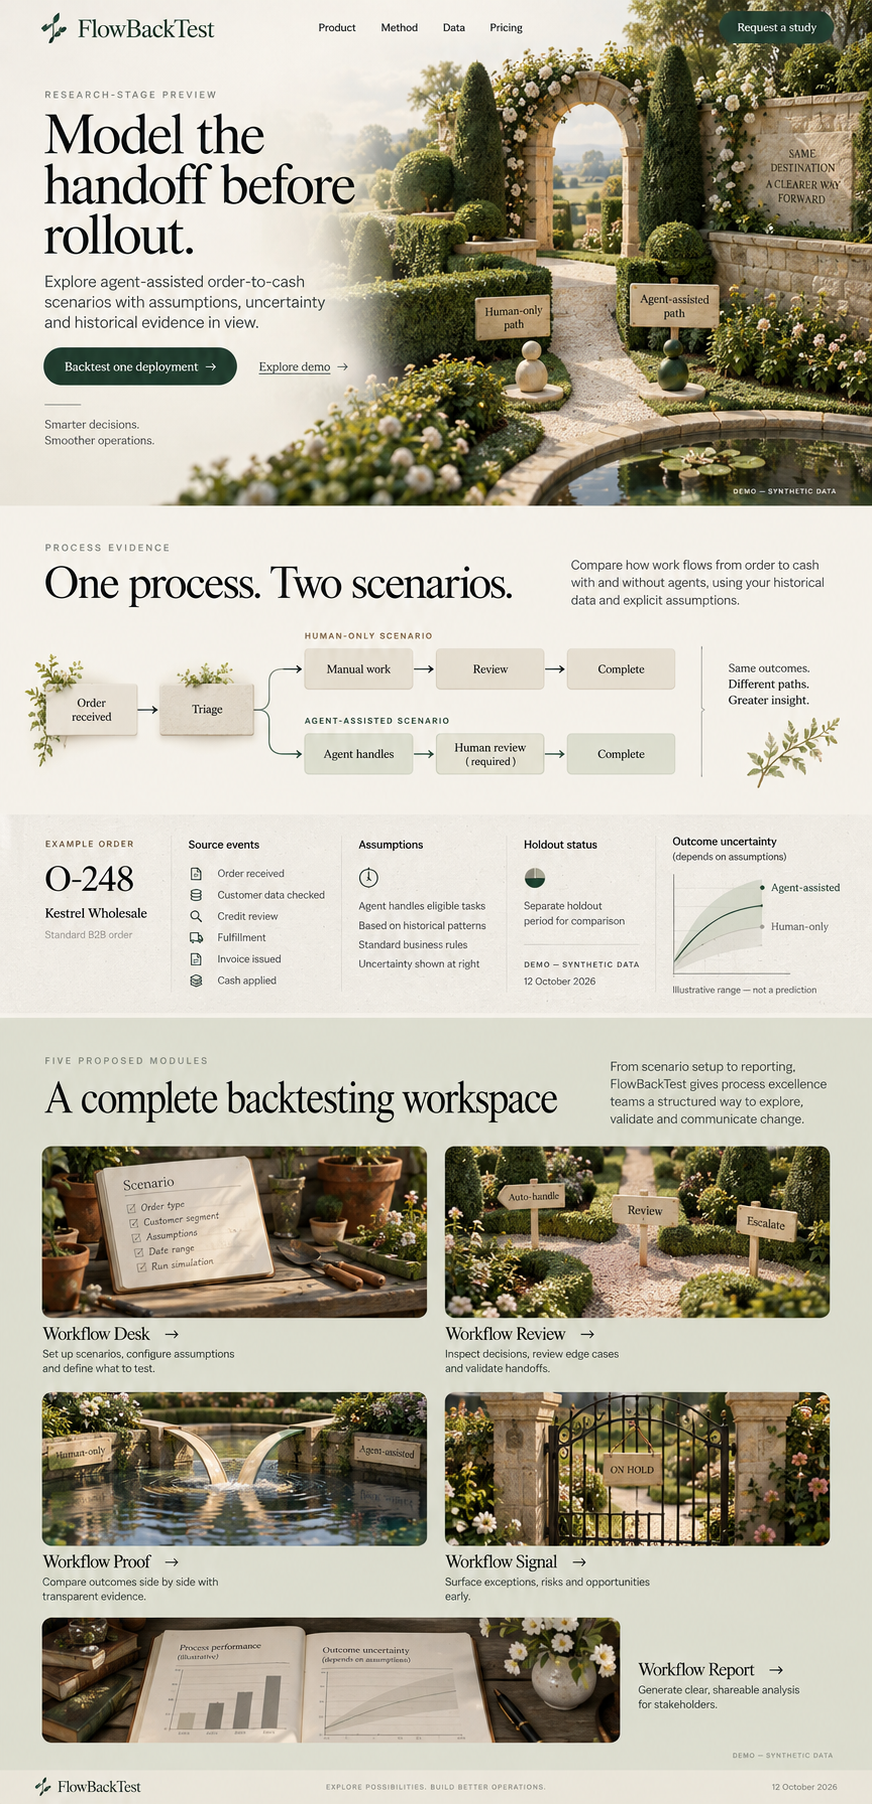 FlowBackTest
Product
Method
Data
Pricing
Request a study
RESEARCH-STAGE PREVIEW
Model the
handoff before
rollout.
Explore agent-assisted order-to-cash
scenarios with assumptions, uncertainty
and historical evidence in view.
Backtest one deployment →
Explore demo →
Smarter decisions.
Smoother operations.
SAME
DESTINATION
A CLEARER WAY
FORWARD
Human-only
path
Agent-assisted
path
DEMO — SYNTHETIC DATA
PROCESS EVIDENCE
One process. Two scenarios.
Compare how work flows from order to cash
with and without agents, using your historical
data and explicit assumptions.
Order
received
Triage
HUMAN-ONLY SCENARIO
Manual work
Review
Complete
AGENT-ASSISTED SCENARIO
Agent handles
Human review
(required)
Complete
Same outcomes.
Different paths.
Greater insight.
EXAMPLE ORDER
O-248
Kestrel Wholesale
Standard B2B order
Source events
Order received
Customer data checked
Credit review
Fulfillment
Invoice issued
Cash applied
Assumptions
Agent handles eligible tasks
Based on historical patterns
Standard business rules
Uncertainty shown at right
Holdout status
Separate holdout
period for comparison
DEMO — SYNTHETIC DATA
12 October 2026
Outcome uncertainty
(depends on assumptions)
Agent-assisted
Human-only
Illustrative range — not a prediction
FIVE PROPOSED MODULES
A complete backtesting workspace
From scenario setup to reporting,
FlowBackTest gives process excellence
teams a structured way to explore,
validate and communicate change.
Scenario
Order type
Customer segment
Assumptions
Date range
Run simulation
Workflow Desk →
Set up scenarios, configure assumptions
and define what to test.
Auto-handle
Review
Escalate
Workflow Review →
Inspect decisions, review edge cases
and validate handoffs.
Human-only
Agent-assisted
Workflow Proof →
Compare outcomes side by side with
transparent evidence.
ON HOLD
Workflow Signal →
Surface exceptions, risks and opportunities
early.
Process performance
(illustrative)
Outcome uncertainty
(depends on assumptions)
Workflow Report →
Generate clear, shareable analysis
for stakeholders.
DEMO — SYNTHETIC DATA
FlowBackTest
EXPLORE POSSIBILITIES. BUILD BETTER OPERATIONS.
12 October 2026